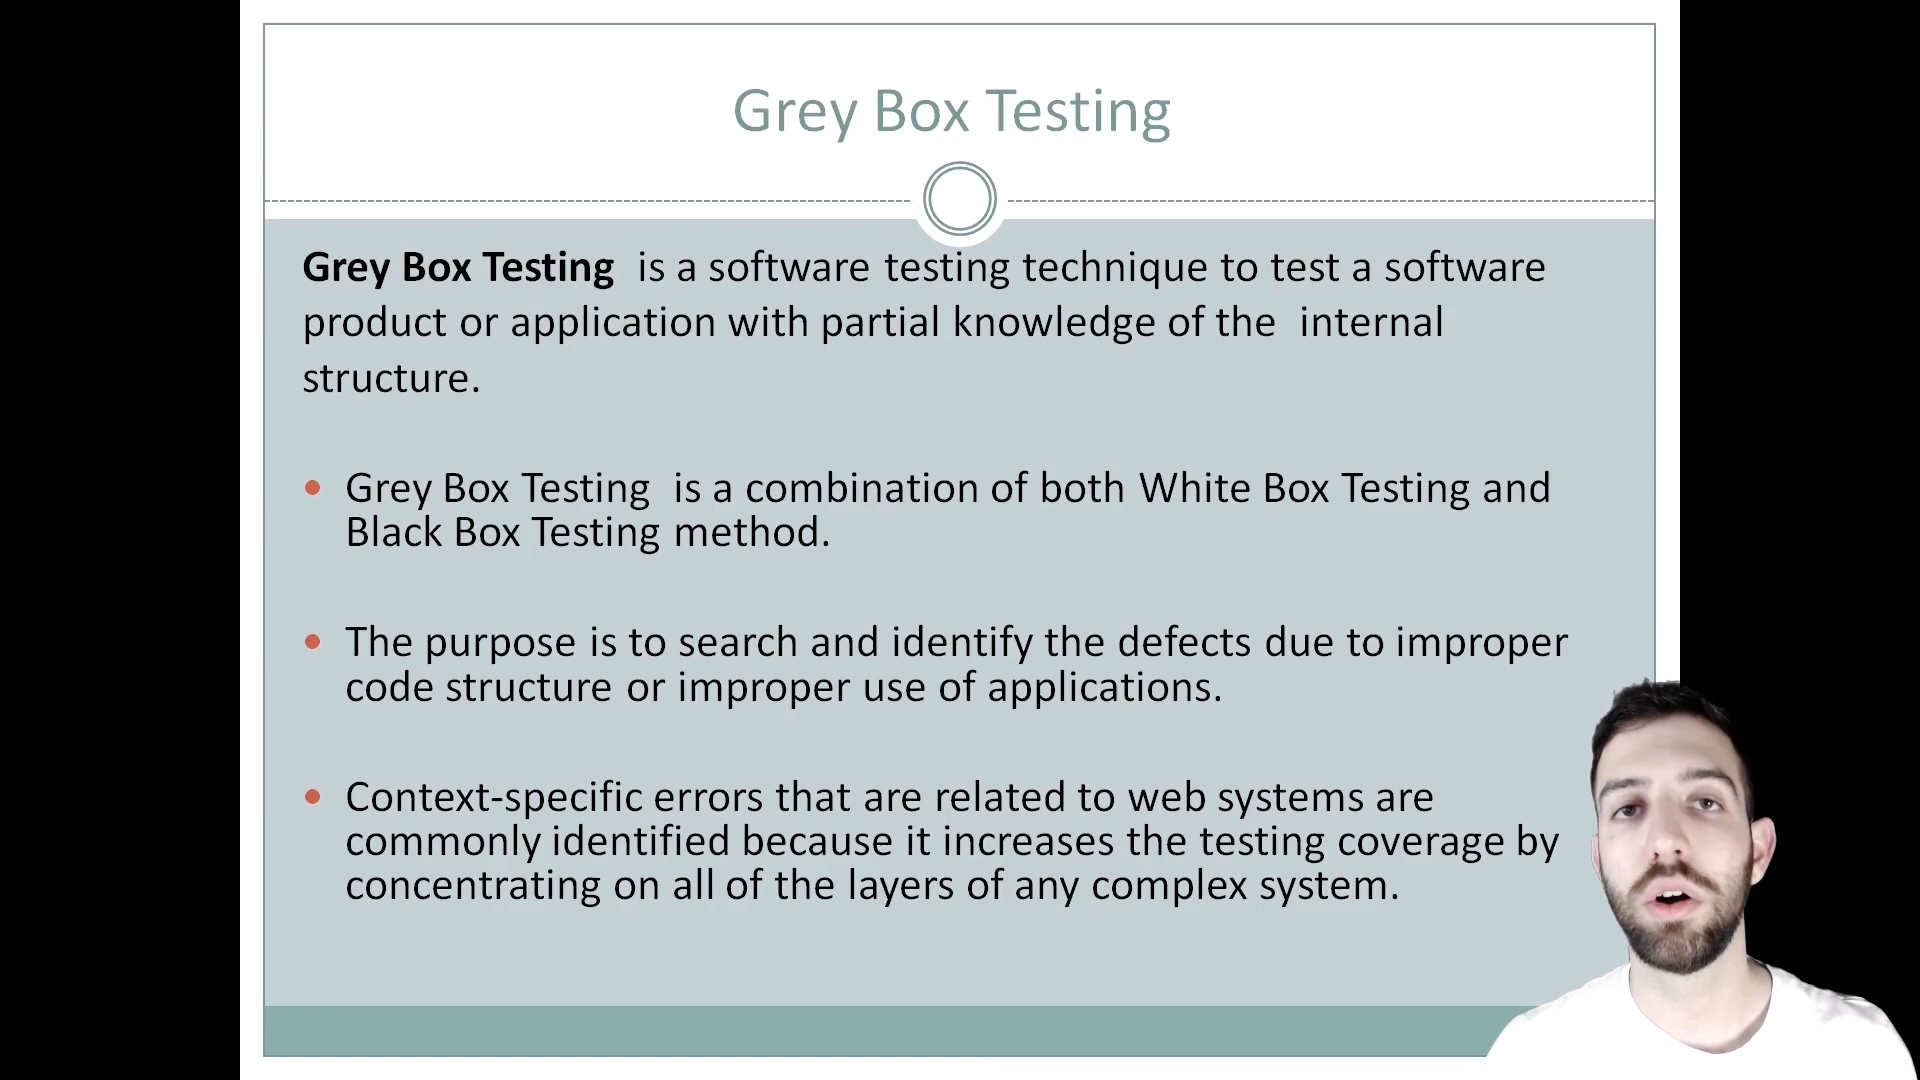 Grey Box Testing
Grey Box Testing is a software testing technique to test a software
product or application with partial knowledge of the internal
structure.
• Grey Box Testing is a combination of both White Box Testing and
Black Box Testing method.
• The purpose is to search and identify the defects due to improper
code structure or improper use of applications.
• Context-specific errors that are related to web systems are
commonly identified because it increases the testing coverage by
concentrating on all of the layers of any complex system.